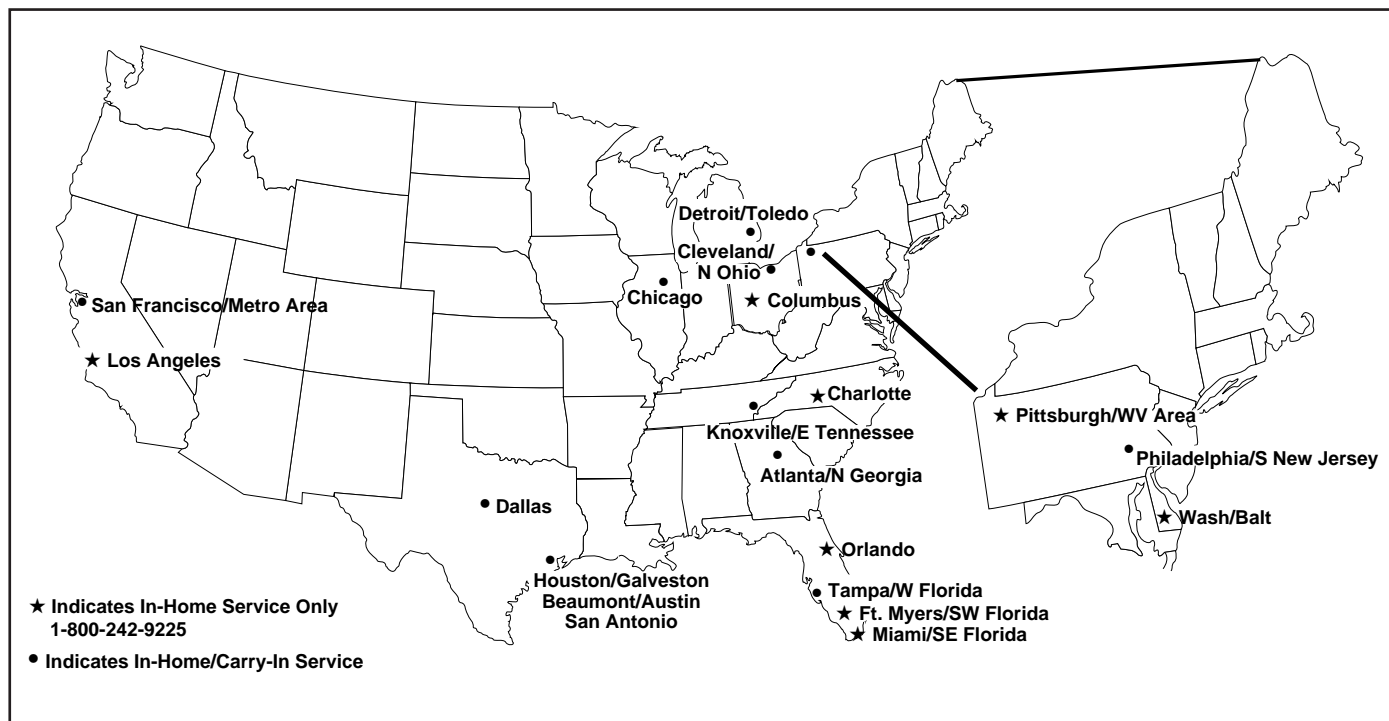 Detroit/Toledo
Cleveland/
N Ohio
Chicago
Columbus
San Francisco/Metro Area
Los Angeles
Charlotte
Knoxville/E Tennessee
Atlanta/N Georgia
Pittsburgh/WV Area
Philadelphia/S New Jersey
Wash/Balt
Dallas
Orlando
Houston/Galveston
Beaumont/Austin
San Antonio
Tampa/W Florida
Ft. Myers/SW Florida
Miami/SE Florida
★ Indicates In-Home Service Only
1-800-242-9225
• Indicates In-Home/Carry-In Service